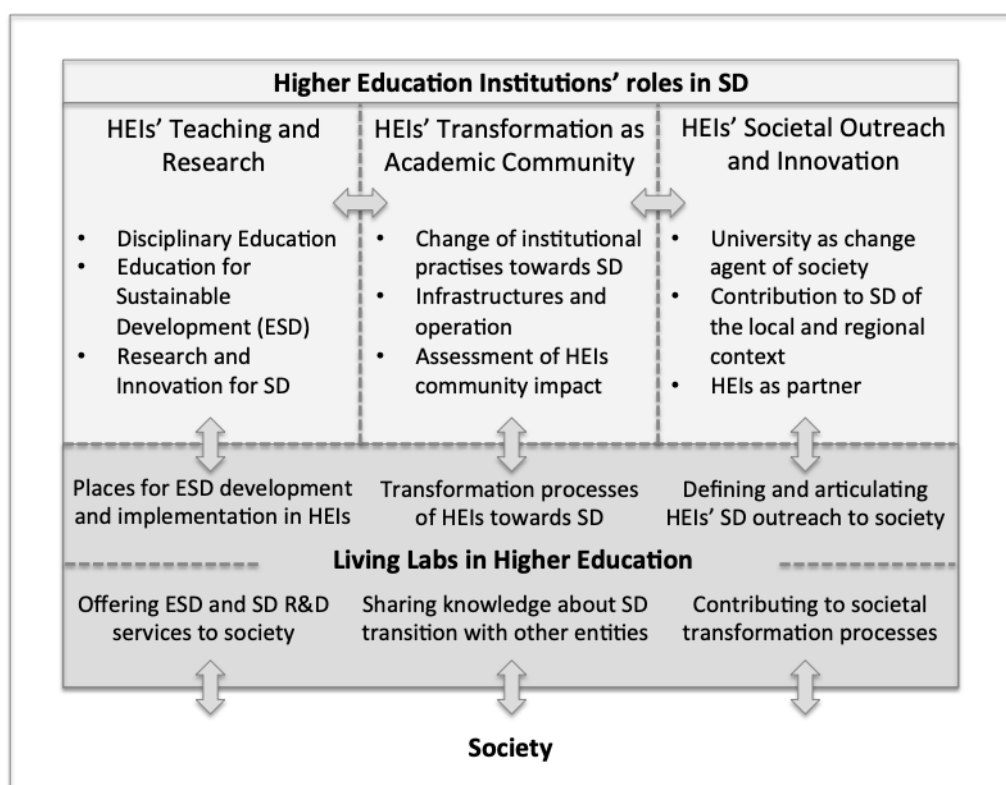 Higher Education Institutions' roles in SD
HEIs' Teaching and
Research
• Disciplinary Education
• Education for
Sustainable
Development (ESD)
• Research and
Innovation for SD
HEIs' Transformation as
Academic Community
• Change of institutional
practises towards SD
• Infrastructures and
operation
• Assessment of HEIs
community impact
HEIs' Societal Outreach
and Innovation
• University as change
agent of society
• Contribution to SD of
the local and regional
context
• HEIs as partner
Places for ESD development
and implementation in HEIs
Transformation processes
of HEIs towards SD
Defining and articulating
HEIs' SD outreach to society
Living Labs in Higher Education
Offering ESD and SD R&D
services to society
Sharing knowledge about SD
transition with other entities
Contributing to societal
transformation processes
Society